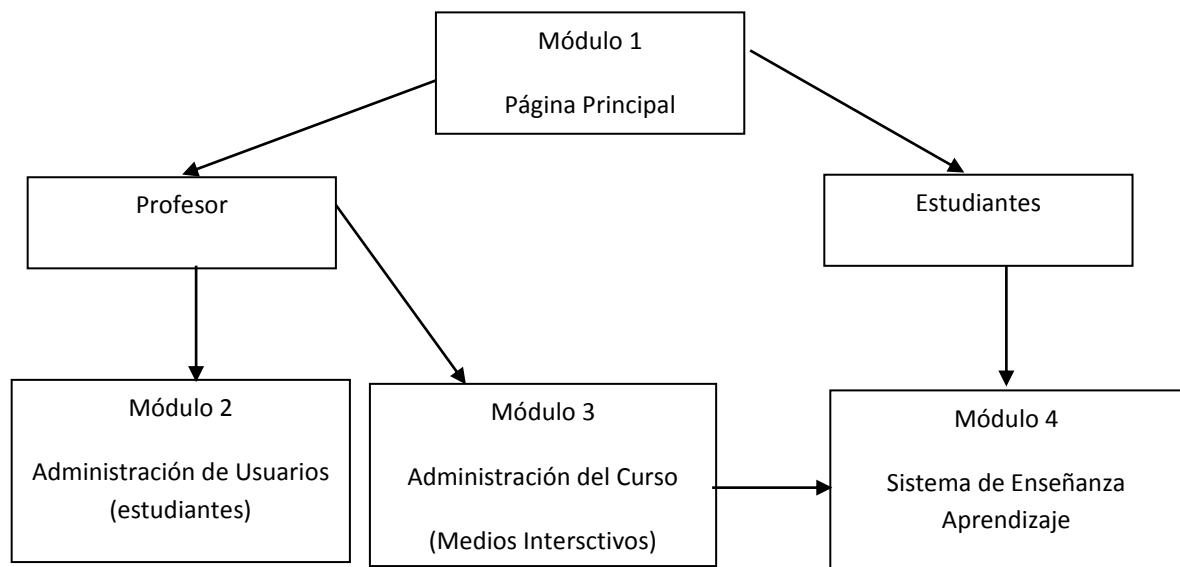 Módulo 1
Página Principal
Profesor
Estudiantes
Módulo 2
Administración de Usuarios
(estudiantes)
Módulo 3
Administración del Curso
(Medios Intersctivos)
Módulo 4
Sistema de Enseñanza
Aprendizaje